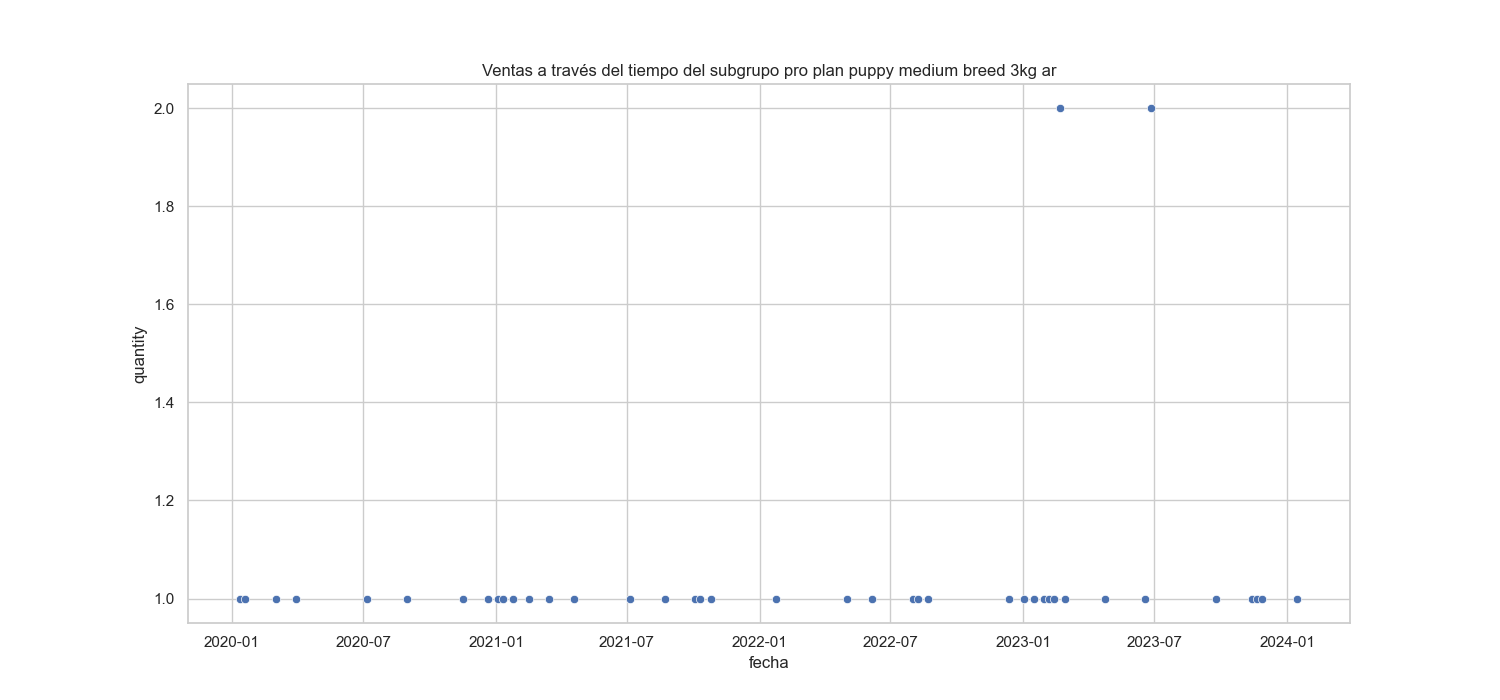 Ventas a través del tiempo del subgrupo pro plan puppy medium breed 3kg ar
2.0
1.8
1.6
1.4
1.2
1.0
quantity
2020-01 2020-07 2021-01 2021-07 2022-01 2022-07 2023-01 2023-07 2024-01
fecha